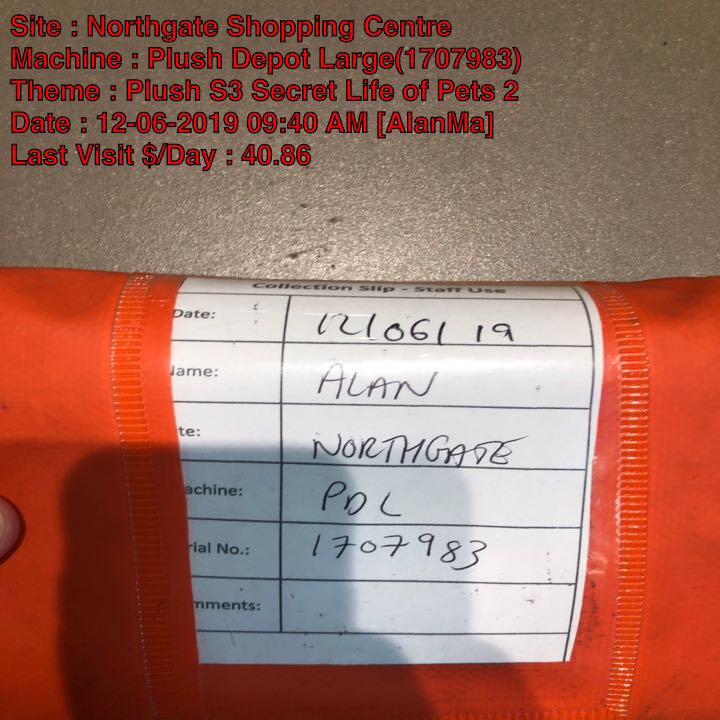 Site : Northgate Shopping Centre
Machine : Plush Depot Large(1707983)
Theme : Plush S3 Secret Life of Pets 2
Date : 12-06-2019 09:40 AM [AlanMa]
Last Visit $/Day : 40.86
Collection Slip - Staff Use
Date: 12/06/19
Name: ALAN
te: NORTHGATE
achine: PDL
rial No.: 1707983
mments: